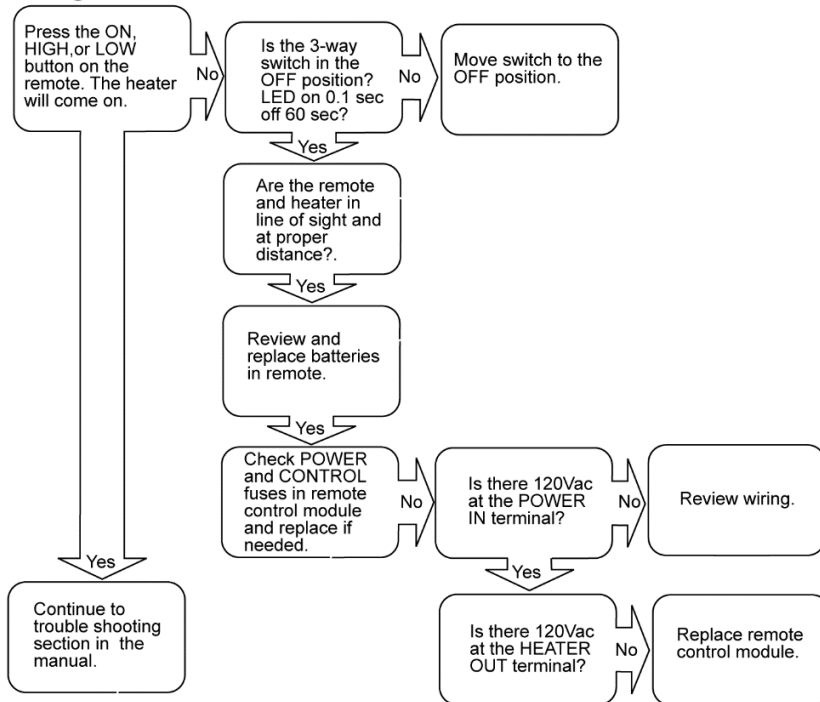 Press the ON,
HIGH,or LOW
button on the
remote. The heater
will come on.
No
Is the 3-way
switch in the
OFF position?
LED on 0.1 sec
off 60 sec?
No
Move switch to the
OFF position.
Yes
Are the remote
and heater in
line of sight and
at proper
distance?.
Yes
Review and
replace batteries
in remote.
Yes
Check POWER
and CONTROL
fuses in remote
control module
and replace if
needed.
No
Is there 120Vac
at the POWER
IN terminal?
No
Review wiring.
Yes
Yes
Continue to
trouble shooting
section in the
manual.
Is there 120Vac
at the HEATER
OUT terminal?
No
Replace remote
control module.